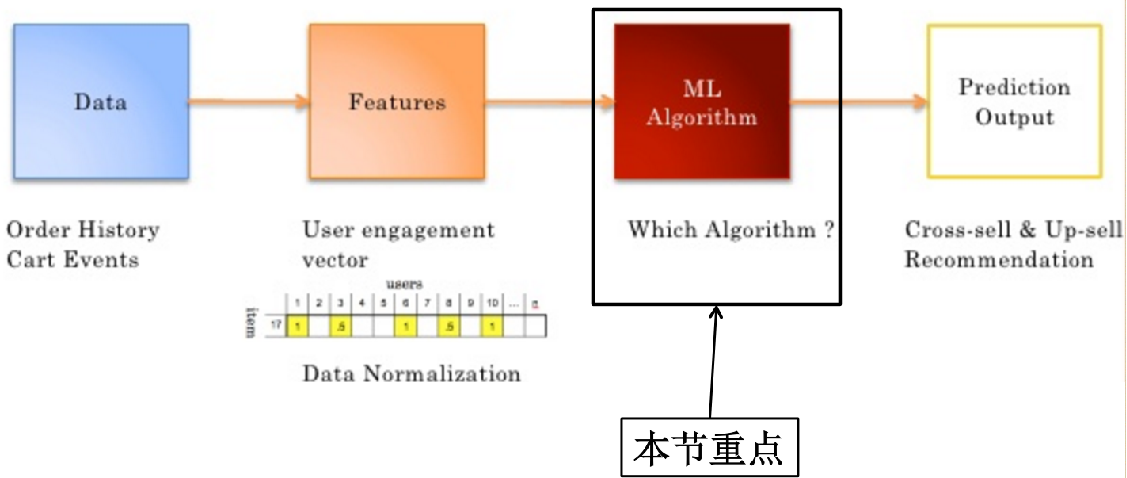 Data
Features
ML
Algorithm
Prediction
Output
Order History
Cart Events
User engagement
vector
Which Algorithm ?
Cross-sell & Up-sell
Recommendation
users
1 2 3 4 5 6 7 8 9 10 ... n
item
17 1 .5 1 .5 1
Data Normalization
本节重点